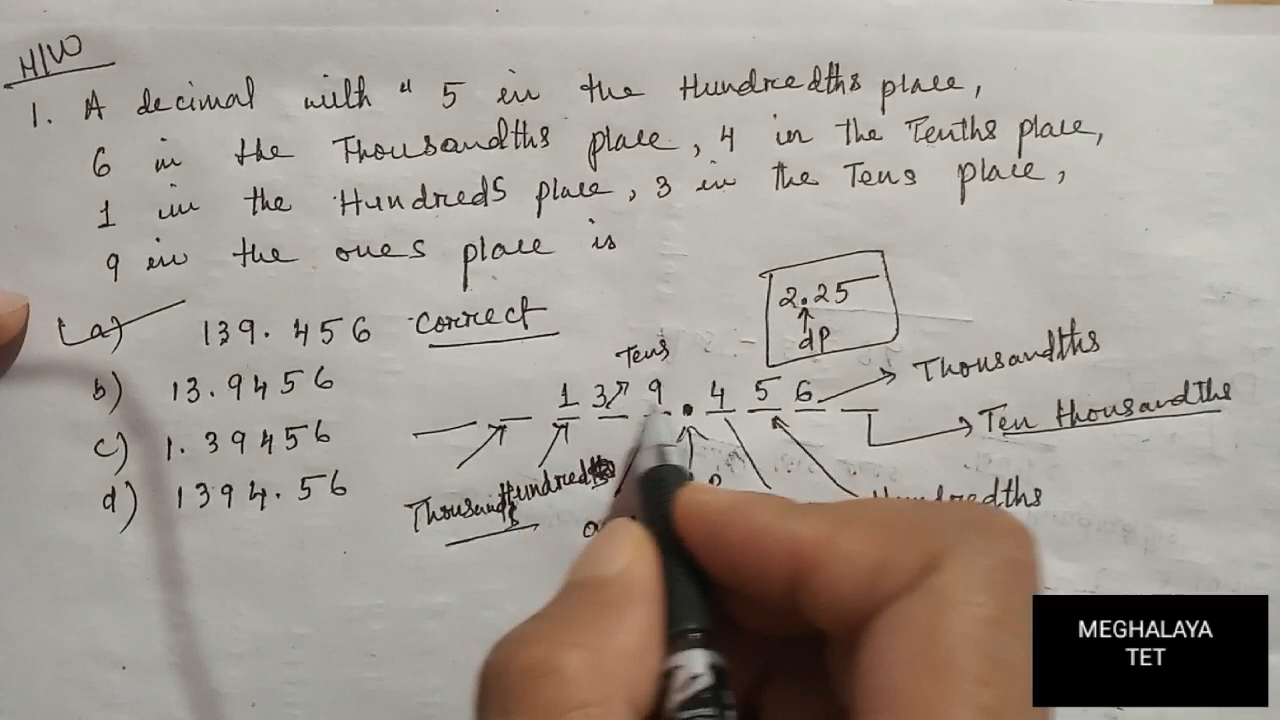 H/W
1. A decimal with " 5 in the Hundredths place,
6 in the Thousandths place, 4 in the Tenths place,
1 in the Hundreds place, 3 in the Tens place,
9 in the ones place is
(a) 139.456 correct
b) 13.9456
c) 1.39456
d) 1394.56
2.25
dp
Tens
1 3 9 . 4 5 6
Thousandths
Ten thousandths
Hundredths
Hundreds
Thousands
MEGHALAYA
TET